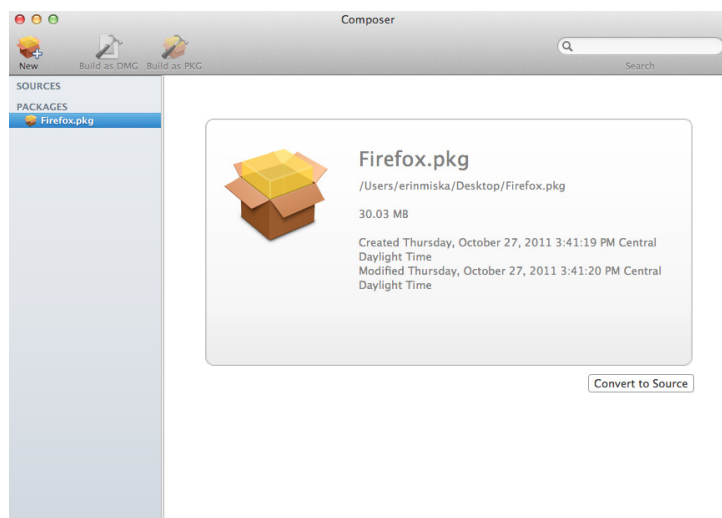 Composer
New
Build as DMG
Build as PKG
Search
SOURCES
PACKAGES
Firefox.pkg
Firefox.pkg
/Users/erinmiska/Desktop/Firefox.pkg
30.03 MB
Created Thursday, October 27, 2011 3:41:19 PM Central
Daylight Time
Modified Thursday, October 27, 2011 3:41:20 PM Central
Daylight Time
Convert to Source